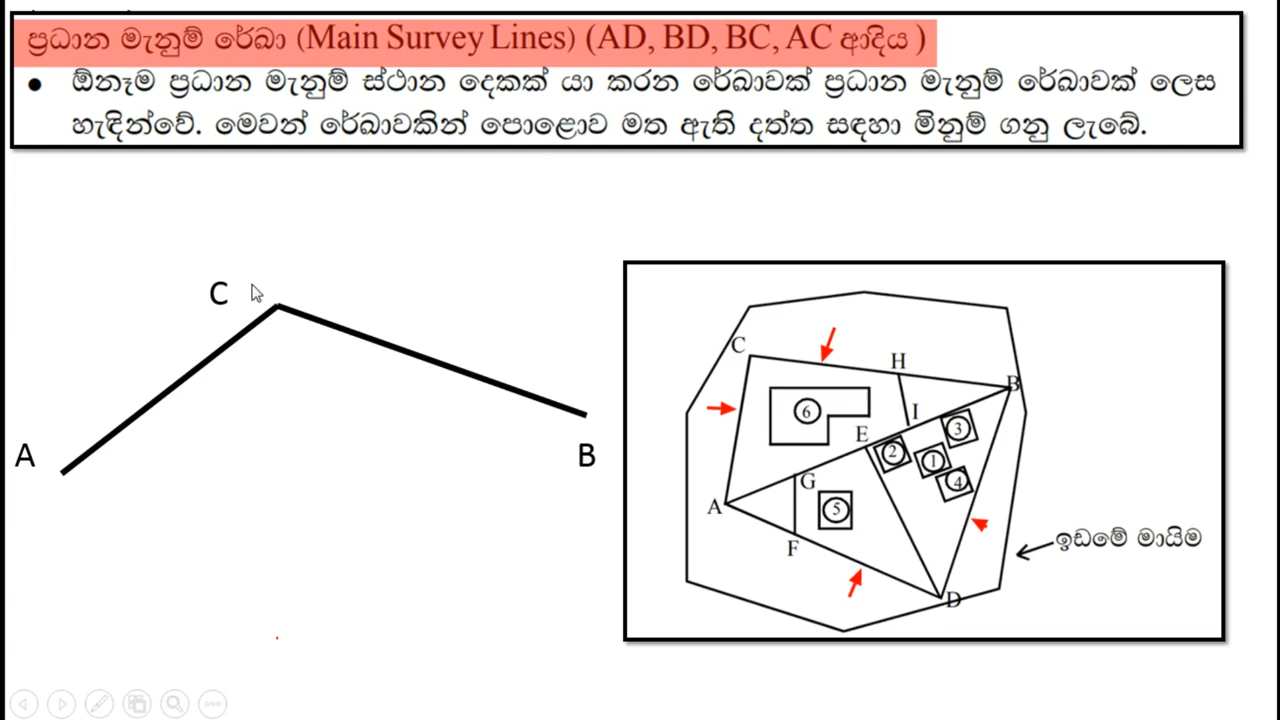 ප්‍රධාන මැනුම් රේඛා (Main Survey Lines) (AD, BD, BC, AC ආදිය )
• ඕනෑම ප්‍රධාන මැනුම් ස්ථාන දෙකක් යා කරන රේඛාවක් ප්‍රධාන මැනුම් රේඛාවක් ලෙස
හැඳින්වේ. මෙවන් රේඛාවකින් පොළොව මත ඇති දත්ත සඳහා මිනුම් ගනු ලැබේ.
C
A
B
C
H
B
6
I
3
E
2
1
G
4
A
5
F
ඉඩමේ මායිම
D